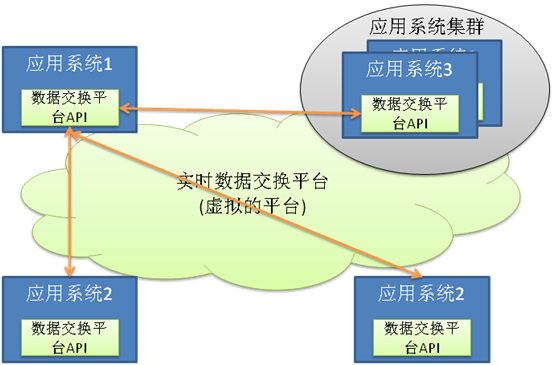 应用系统集群
应用系统1
数据交换平
台API
应用系统3
数据交换平
台API
实时数据交换平台
(虚拟的平台)
应用系统2
数据交换平
台API
应用系统2
数据交换平
台API